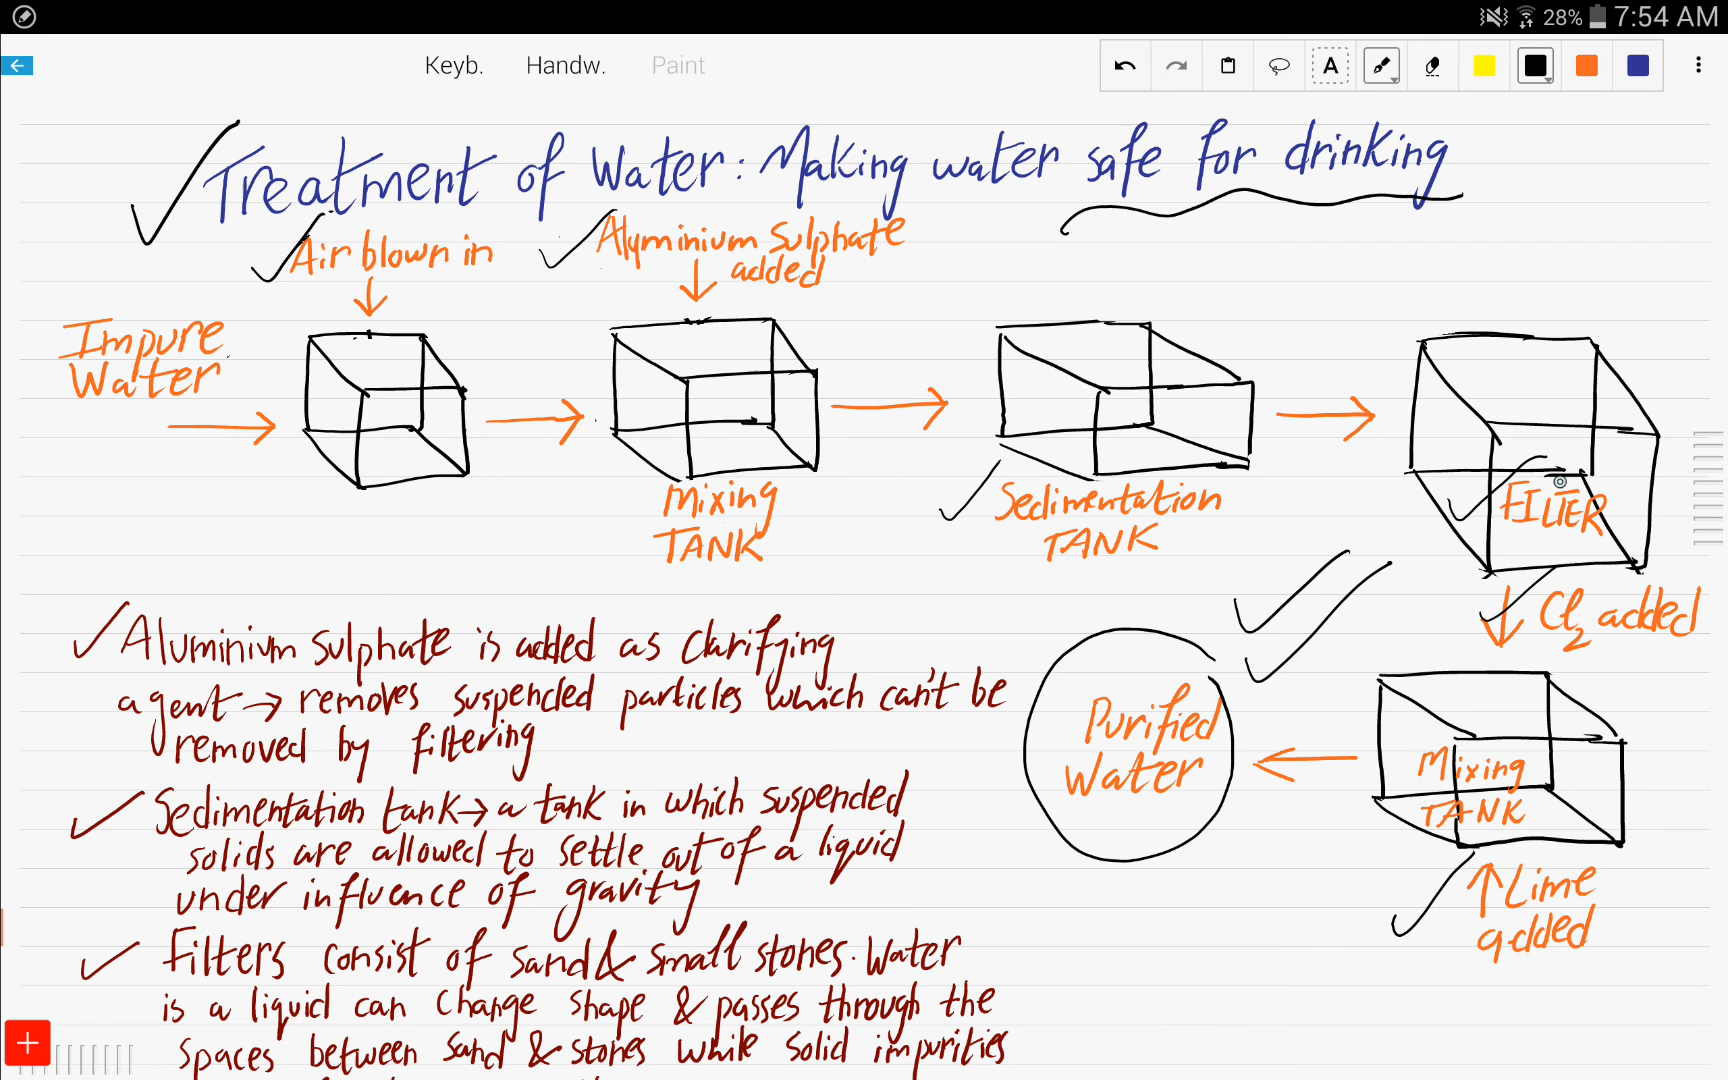 28% 7:54 AM
Keyb. Handw. Paint
A
Treatment of Water: Making water safe for drinking
Air blown in
Aluminium Sulphate
added
Impure
Water
Mixing
TANK
Sedimentation
TANK
FILTER
Cl2 added
Mixing
TANK
Lime
added
Purified
Water
Aluminium sulphate is added as clarifying
agent → removes suspended particles which can't be
removed by filtering
Sedimentation tank → a tank in which suspended
solids are allowed to settle out of a liquid
under influence of gravity
Filters consist of sand & small stones. Water
is a liquid can change shape & passes through the
spaces between sand & stones while solid impurities